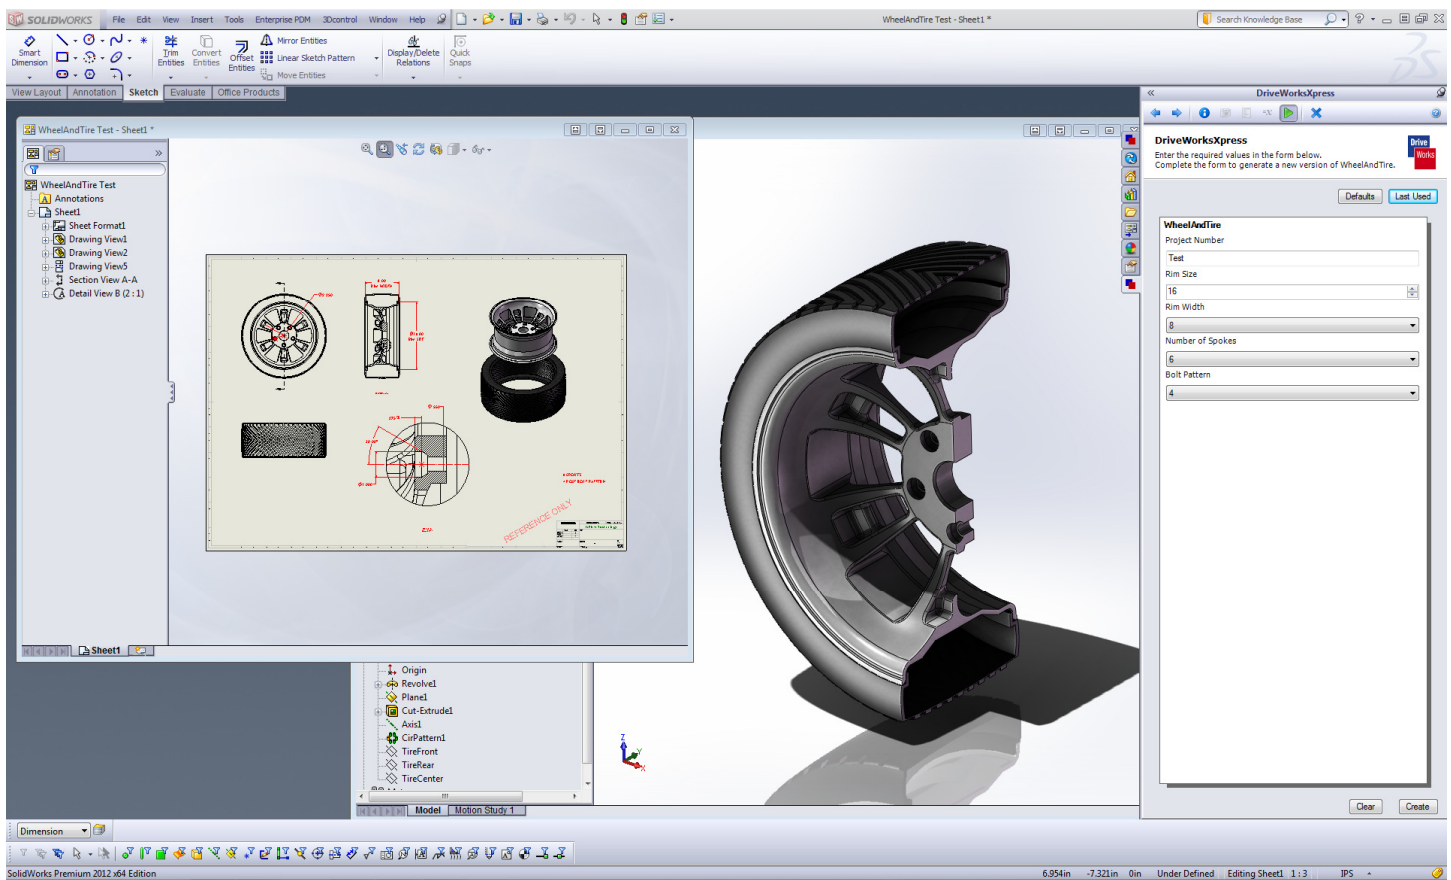 SOLIDWORKS File Edit View Insert Tools Enterprise PDM 3Dcontrol Window Help
WheelAndTire Test - Sheet1 *
Search Knowledge Base
Smart Dimension
Trim Entities
Convert Entities
Offset Entities
Mirror Entities
Linear Sketch Pattern
Move Entities
Display/Delete Relations
Quick Snaps
View Layout Annotation Sketch Evaluate Office Products
WheelAndTire Test - Sheet1 *
WheelAndTire Test
Annotations
Sheet1
Sheet Format1
Drawing View1
Drawing View2
Drawing View5
Section View A-A
Detail View B (2 : 1)
REFERENCE ONLY
Sheet1
Origin
Revolve1
Plane1
Cut-Extrude1
Axis1
CirPattern1
TireFront
TireRear
TireCenter
Model Motion Study 1
Z
Y
X
DriveWorksXpress
DriveWorksXpress
Enter the required values in the form below.
Complete the form to generate a new version of WheelAndTire.
Drive
Works
Defaults Last Used
WheelAndTire
Project Number
Test
Rim Size
16
Rim Width
8
Number of Spokes
6
Bolt Pattern
4
Clear Create
Dimension
SolidWorks Premium 2012 x64 Edition
6.954in -7.321in 0in Under Defined Editing Sheet1 1 : 3 IPS